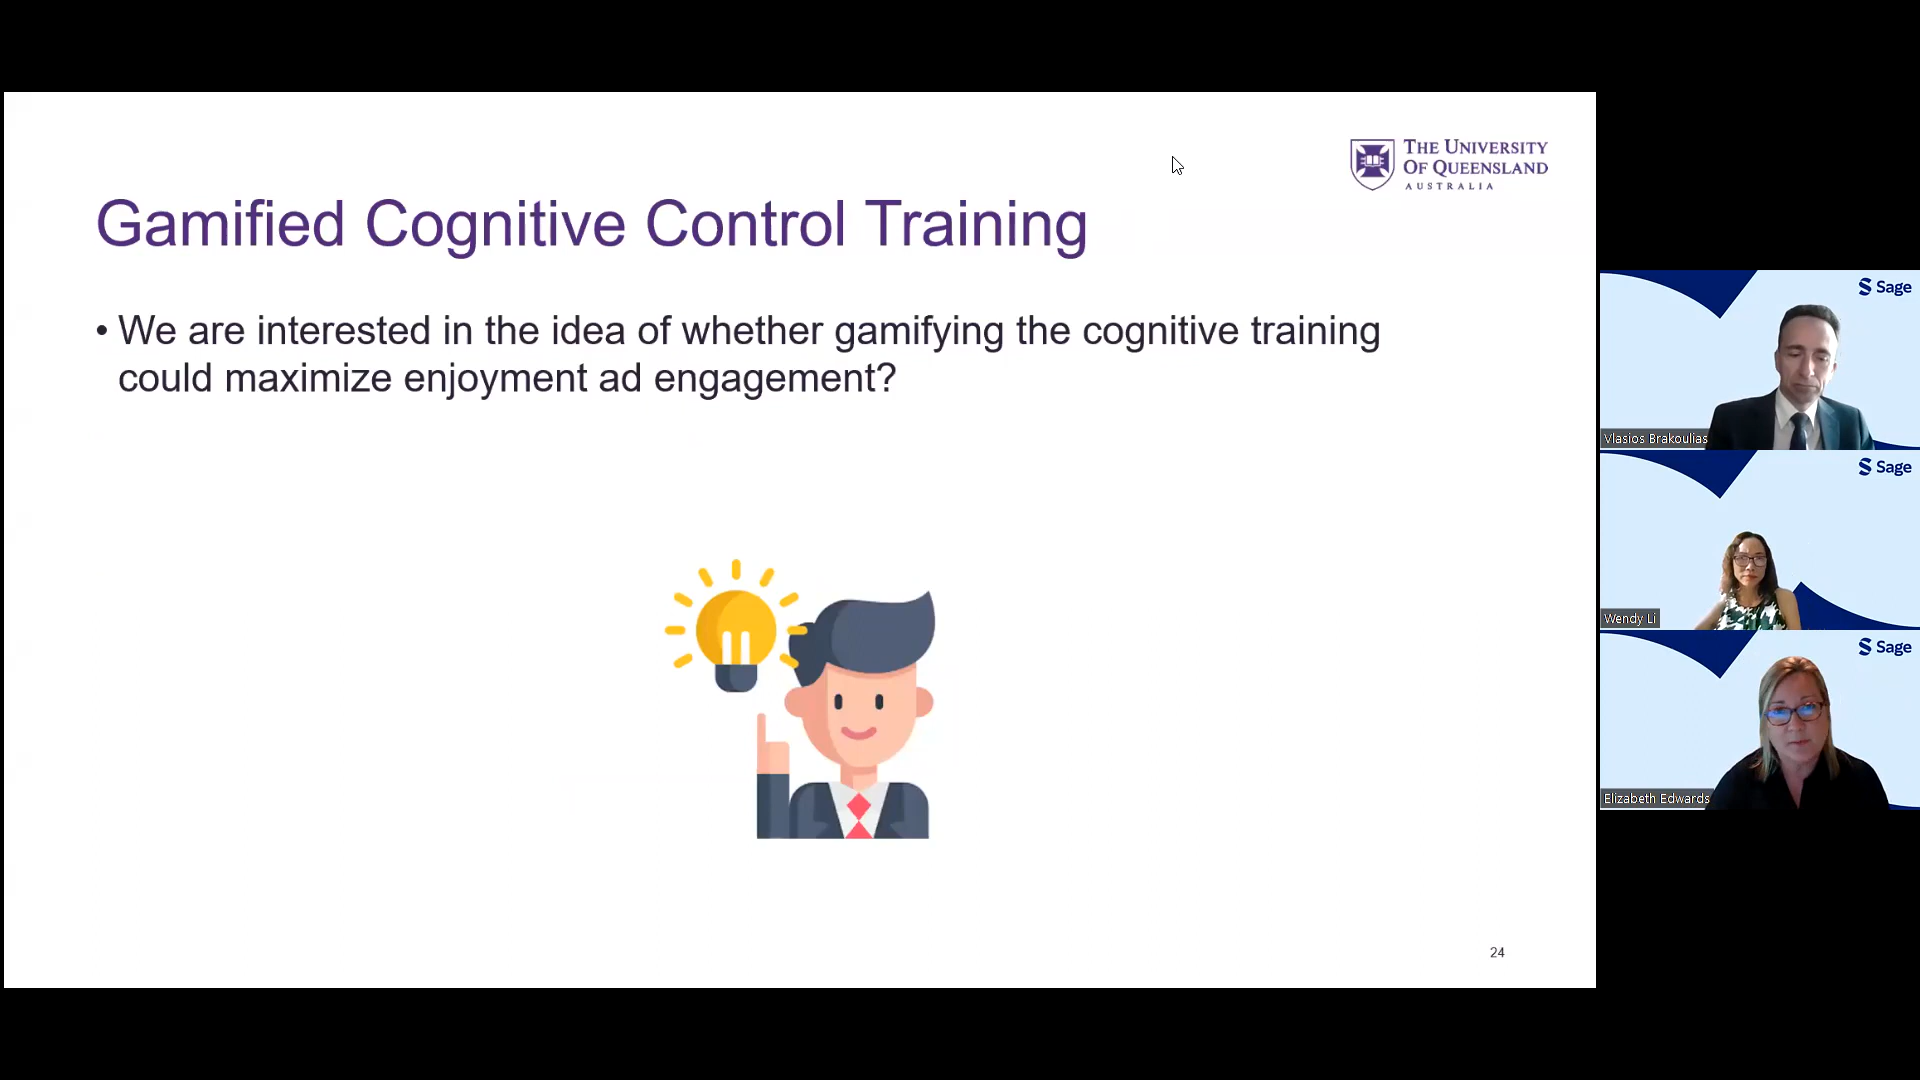 THE UNIVERSITY
OF QUEENSLAND
AUSTRALIA
Gamified Cognitive Control Training
• We are interested in the idea of whether gamifying the cognitive training
could maximize enjoyment ad engagement?
24
Sage
Vlasios Brakoulias
Sage
Wendy Li
Sage
Elizabeth Edwards